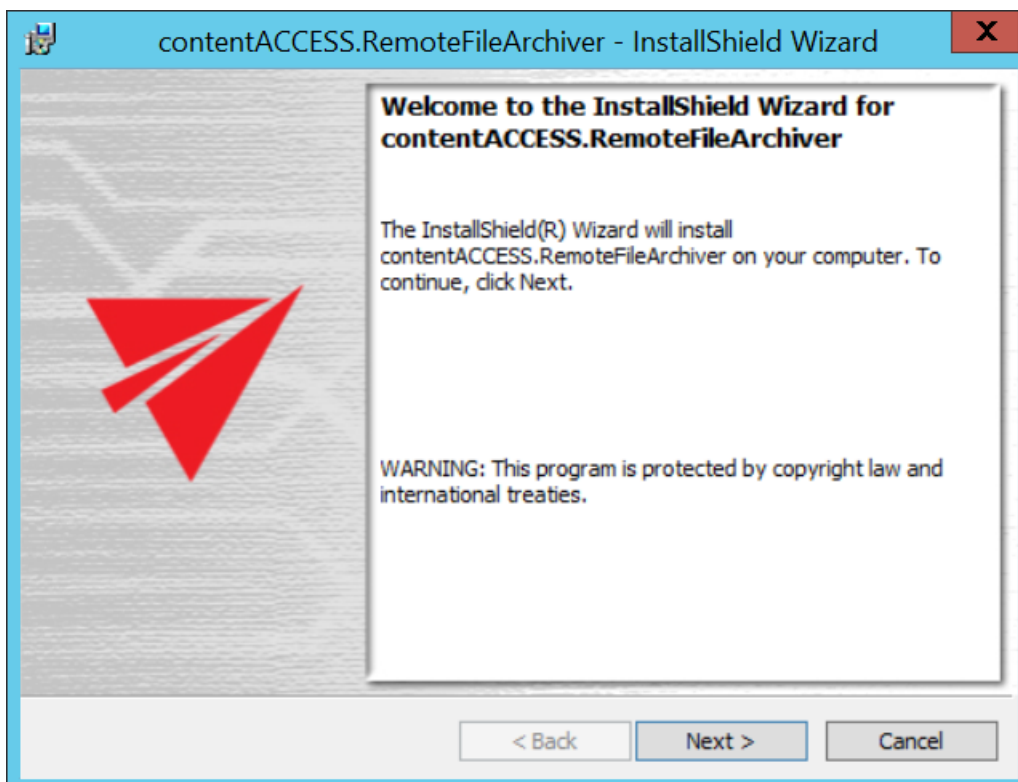 contentACCESS.RemoteFileArchiver - InstallShield Wizard
X
Welcome to the InstallShield Wizard for
contentACCESS.RemoteFileArchiver
The InstallShield(R) Wizard will install
contentACCESS.RemoteFileArchiver on your computer. To
continue, click Next.
WARNING: This program is protected by copyright law and
international treaties.
< Back
Next >
Cancel